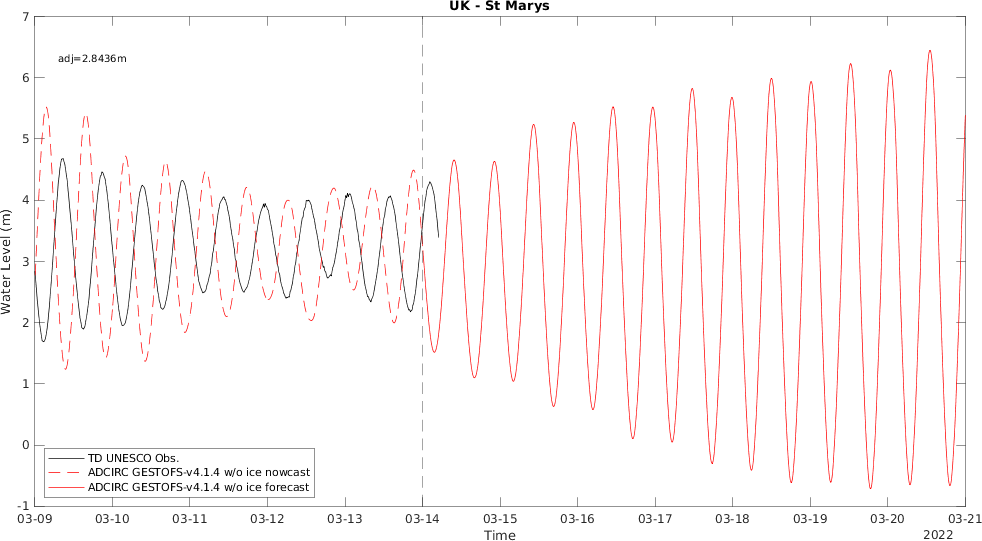 UK - St Marys
adj=2.8436m
7
6
5
4
3
2
1
0
-1
Water Level (m)
TD UNESCO Obs.
ADCIRC GESTOFS-v4.1.4 w/o ice nowcast
ADCIRC GESTOFS-v4.1.4 w/o ice forecast
03-09 03-10 03-11 03-12 03-13 03-14 03-15 03-16 03-17 03-18 03-19 03-20 03-21
Time
2022